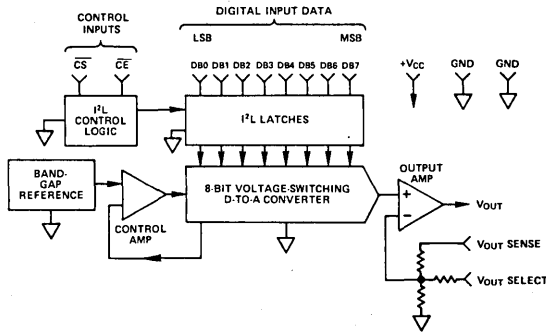 CONTROL
INPUTS
DIGITAL INPUT DATA
LSB
MSB
CS
CE
DB0 DB1 DB2 DB3 DB4 DB5 DB6 DB7
+VCC
GND
GND
I²L
CONTROL
LOGIC
I²L LATCHES
BAND-
GAP
REFERENCE
CONTROL
AMP
8-BIT VOLTAGE-SWITCHING
D-TO-A CONVERTER
OUTPUT
AMP
+
−
VOUT
VOUT SENSE
VOUT SELECT